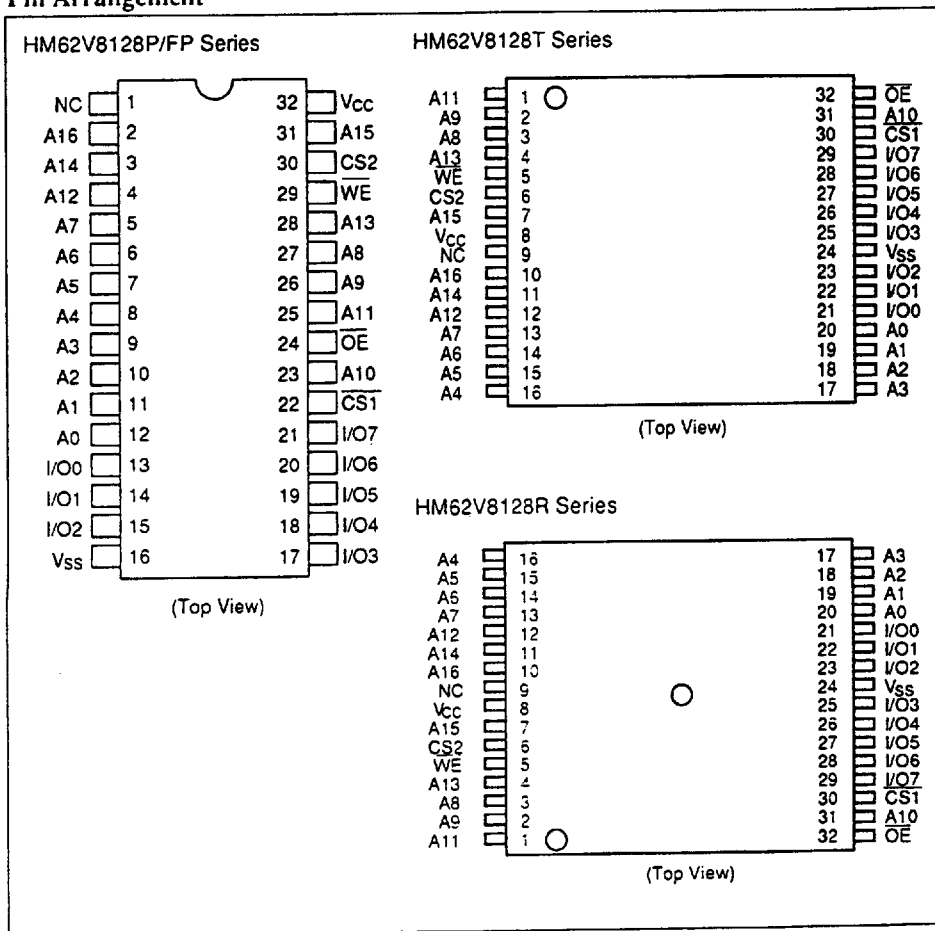 Pin Arrangement
HM62V8128P/FP Series
NC 1 32 VCC
A16 2 31 A15
A14 3 30 CS2
A12 4 29 W̅E̅
A7 5 28 A13
A6 6 27 A8
A5 7 26 A9
A4 8 25 A11
A3 9 24 O̅E̅
A2 10 23 A10
A1 11 22 C̅S̅1̅
A0 12 21 I/O7
I/O0 13 20 I/O6
I/O1 14 19 I/O5
I/O2 15 18 I/O4
VSS 16 17 I/O3
(Top View)
HM62V8128T Series
A11 1 32 O̅E̅
A9 2 31 A10
A8 3 30 C̅S̅1̅
A13 4 29 I/O7
W̅E̅ 5 28 I/O6
CS2 6 27 I/O5
A15 7 26 I/O4
VCC 8 25 I/O3
NC 9 24 VSS
A16 10 23 I/O2
A14 11 22 I/O1
A12 12 21 I/O0
A7 13 20 A0
A6 14 19 A1
A5 15 18 A2
A4 16 17 A3
(Top View)
HM62V8128R Series
A4 16 17 A3
A5 15 18 A2
A6 14 19 A1
A7 13 20 A0
A12 12 21 I/O0
A14 11 22 I/O1
A16 10 23 I/O2
NC 9 24 VSS
VCC 8 25 I/O3
A15 7 26 I/O4
CS2 6 27 I/O5
W̅E̅ 5 28 I/O6
A13 4 29 I/O7
A8 3 30 C̅S̅1̅
A9 2 31 A10
A11 1 32 O̅E̅
(Top View)